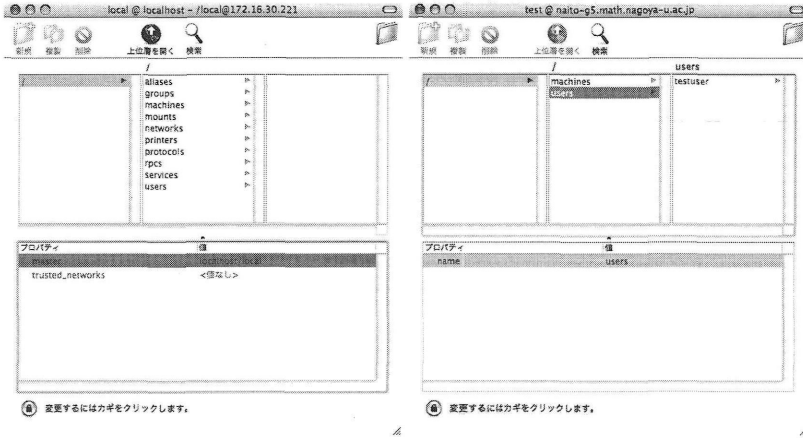 local @ localhost - /local@172.16.30.221
新規 複製 削除 上位層を開く 検索
/
/
aliases
groups
machines
mounts
networks
printers
protocols
rpcs
services
users
プロパティ 値
master localhost/local
trusted_networks <値なし>
変更するにはカギをクリックします。
test @ naito-g5.math.nagoya-u.ac.jp
新規 複製 削除 上位層を開く 検索
/ users
/
machines
users
testuser
プロパティ 値
name users
変更するにはカギをクリックします。